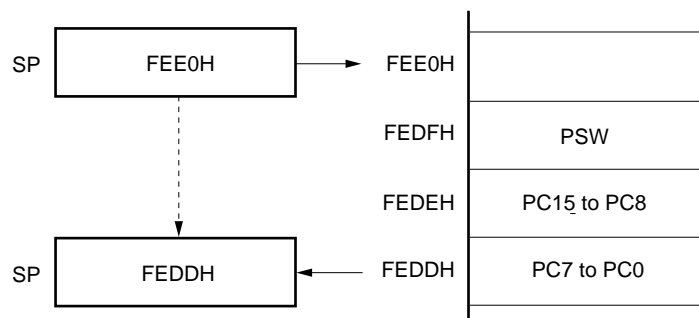 SP FEE0H FEE0H
FEDFH PSW
FEDEH PC15 to PC8
SP FEDDH FEDDH PC7 to PC0